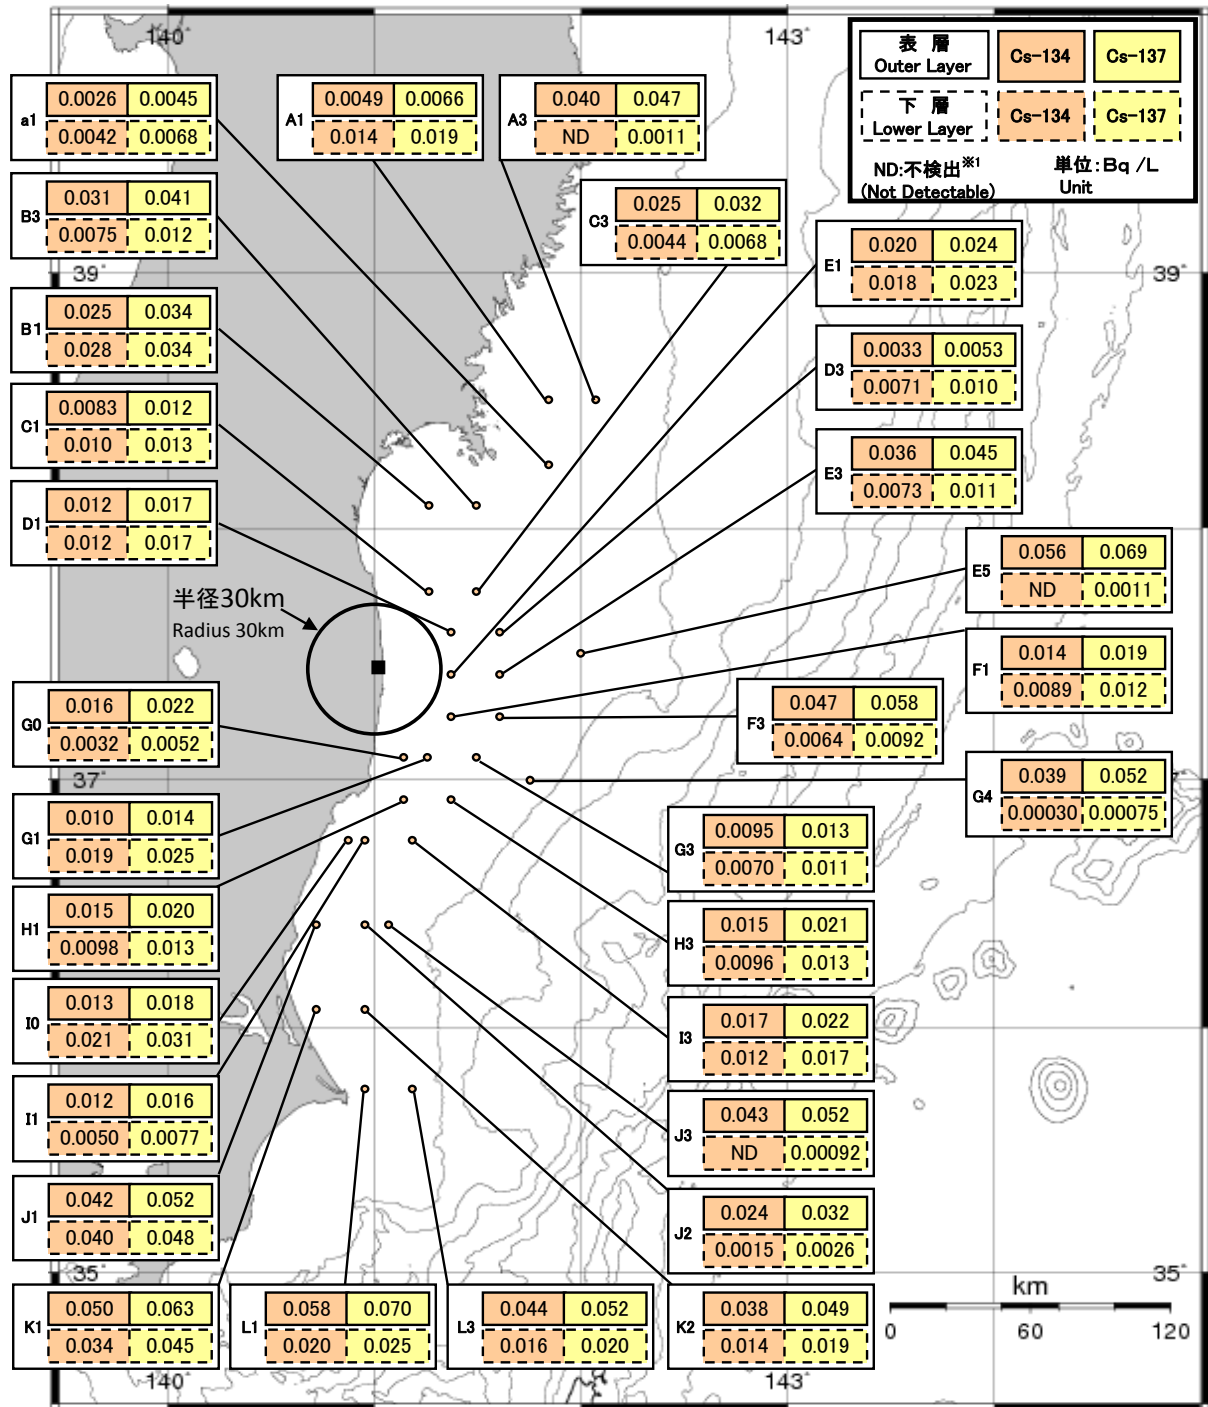 140°
143°
表 層
Outer Layer
Cs-134
Cs-137
下 層
Lower Layer
Cs-134
Cs-137
ND:不検出※1
(Not Detectable)
単位:Bq /L
Unit
a1
0.0026 0.0045
0.0042 0.0068
A1
0.0049 0.0066
0.014 0.019
A3
0.040 0.047
ND 0.0011
B3
0.031 0.041
0.0075 0.012
C3
0.025 0.032
0.0044 0.0068
E1
0.020 0.024
0.018 0.023
39°
39°
B1
0.025 0.034
0.028 0.034
D3
0.0033 0.0053
0.0071 0.010
C1
0.0083 0.012
0.010 0.013
E3
0.036 0.045
0.0073 0.011
D1
0.012 0.017
0.012 0.017
E5
0.056 0.069
ND 0.0011
半径30km
Radius 30km
F1
0.014 0.019
0.0089 0.012
G0
0.016 0.022
0.0032 0.0052
F3
0.047 0.058
0.0064 0.0092
37°
G4
0.039 0.052
0.00030 0.00075
G1
0.010 0.014
0.019 0.025
G3
0.0095 0.013
0.0070 0.011
H1
0.015 0.020
0.0098 0.013
H3
0.015 0.021
0.0096 0.013
I0
0.013 0.018
0.021 0.031
I3
0.017 0.022
0.012 0.017
I1
0.012 0.016
0.0050 0.0077
J3
0.043 0.052
ND 0.00092
J1
0.042 0.052
0.040 0.048
J2
0.024 0.032
0.0015 0.0026
35°
35°
K1
0.050 0.063
0.034 0.045
L1
0.058 0.070
0.020 0.025
L3
0.044 0.052
0.016 0.020
K2
0.038 0.049
0.014 0.019
km
0 60 120
140°
143°